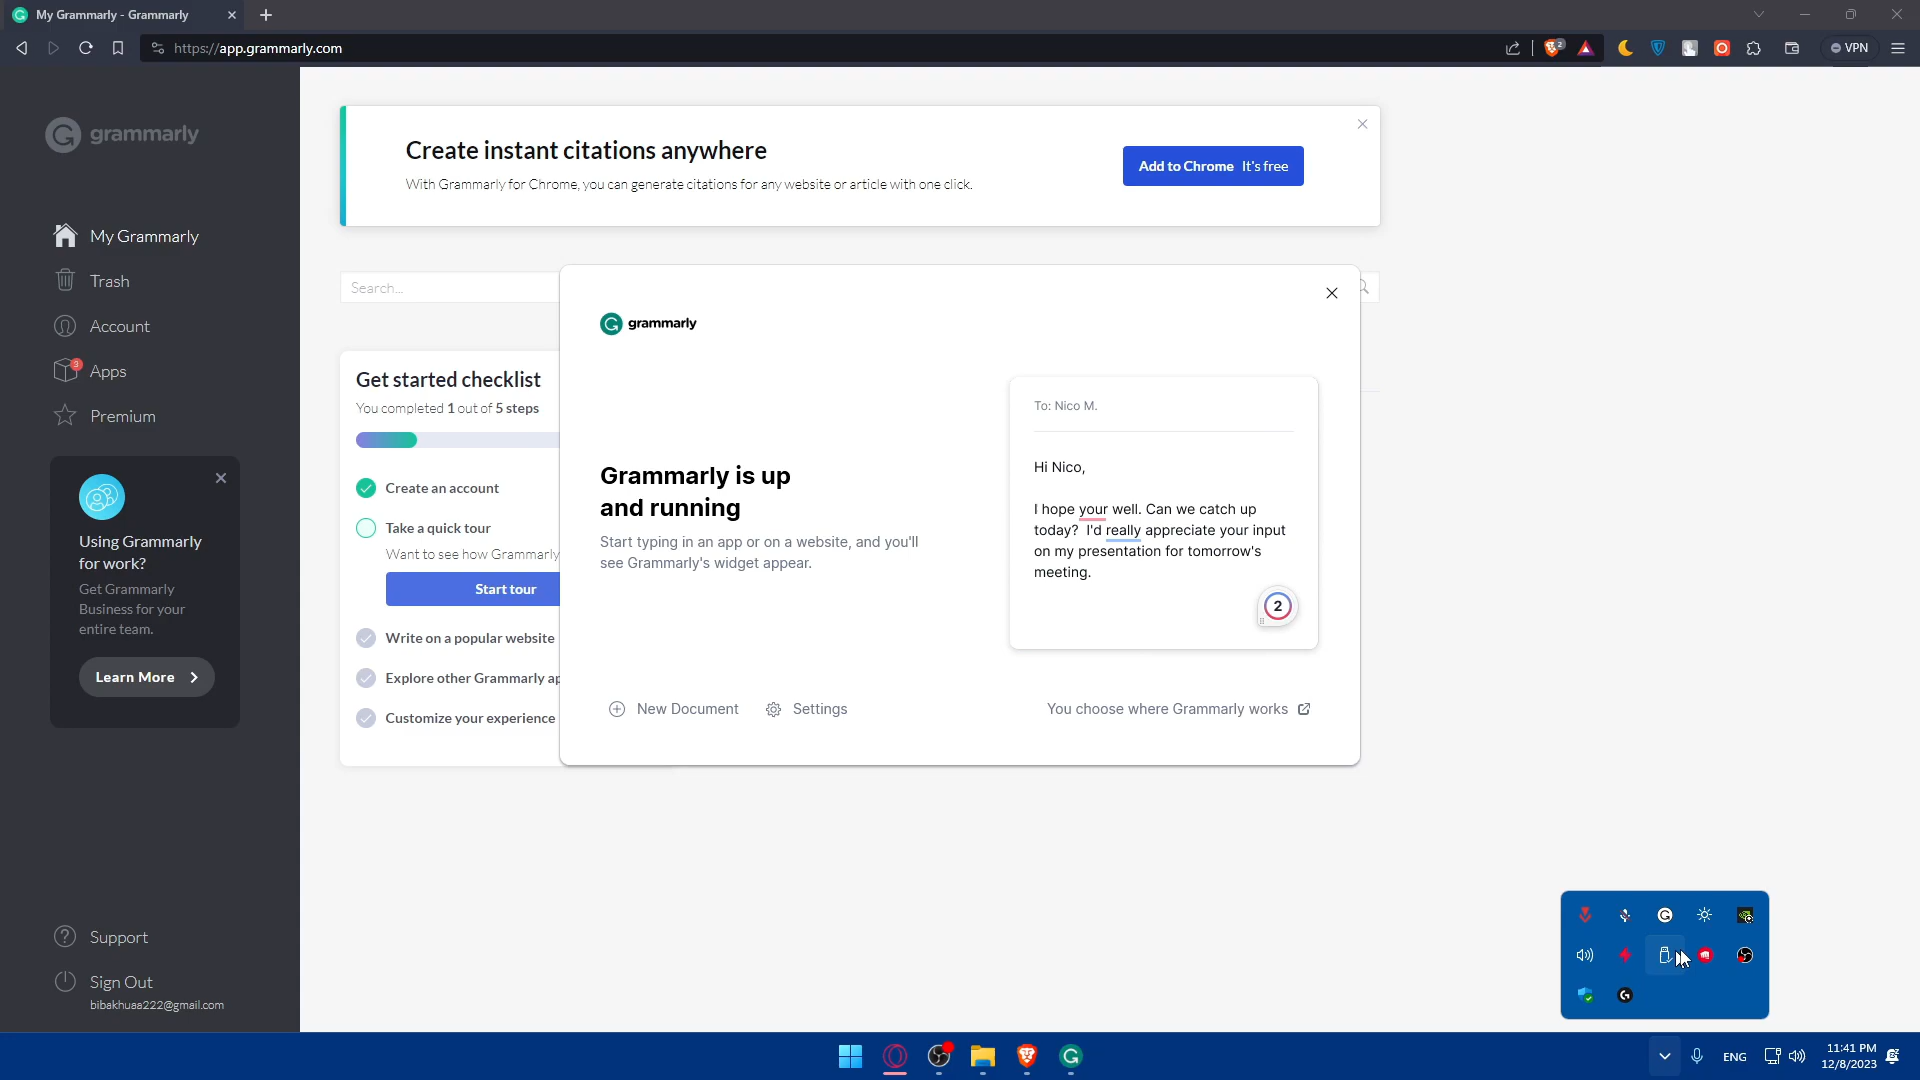 My Grammarly - Grammarly
https://app.grammarly.com
2
VPN
grammarly
My Grammarly
Trash
Account
3
Apps
Premium
Using Grammarly
for work?
Get Grammarly
Business for your
entire team.
Learn More
Support
Sign Out
bibakhuaa222@gmail.com
Create instant citations anywhere
With Grammarly for Chrome, you can generate citations for any website or article with one click.
Add to Chrome It's free
Search...
Get started checklist
You completed 1 out of 5 steps
Create an account
Take a quick tour
Want to see how Grammarly
Start tour
Write on a popular website
Explore other Grammarly ap
Customize your experience
grammarly
Grammarly is up
and running
Start typing in an app or on a website, and you'll
see Grammarly's widget appear.
To: Nico M.
Hi Nico,
I hope your well. Can we catch up
today? I'd really appreciate your input
on my presentation for tomorrow's
meeting.
2
New Document
Settings
You choose where Grammarly works
ENG
11:41 PM
12/8/2023